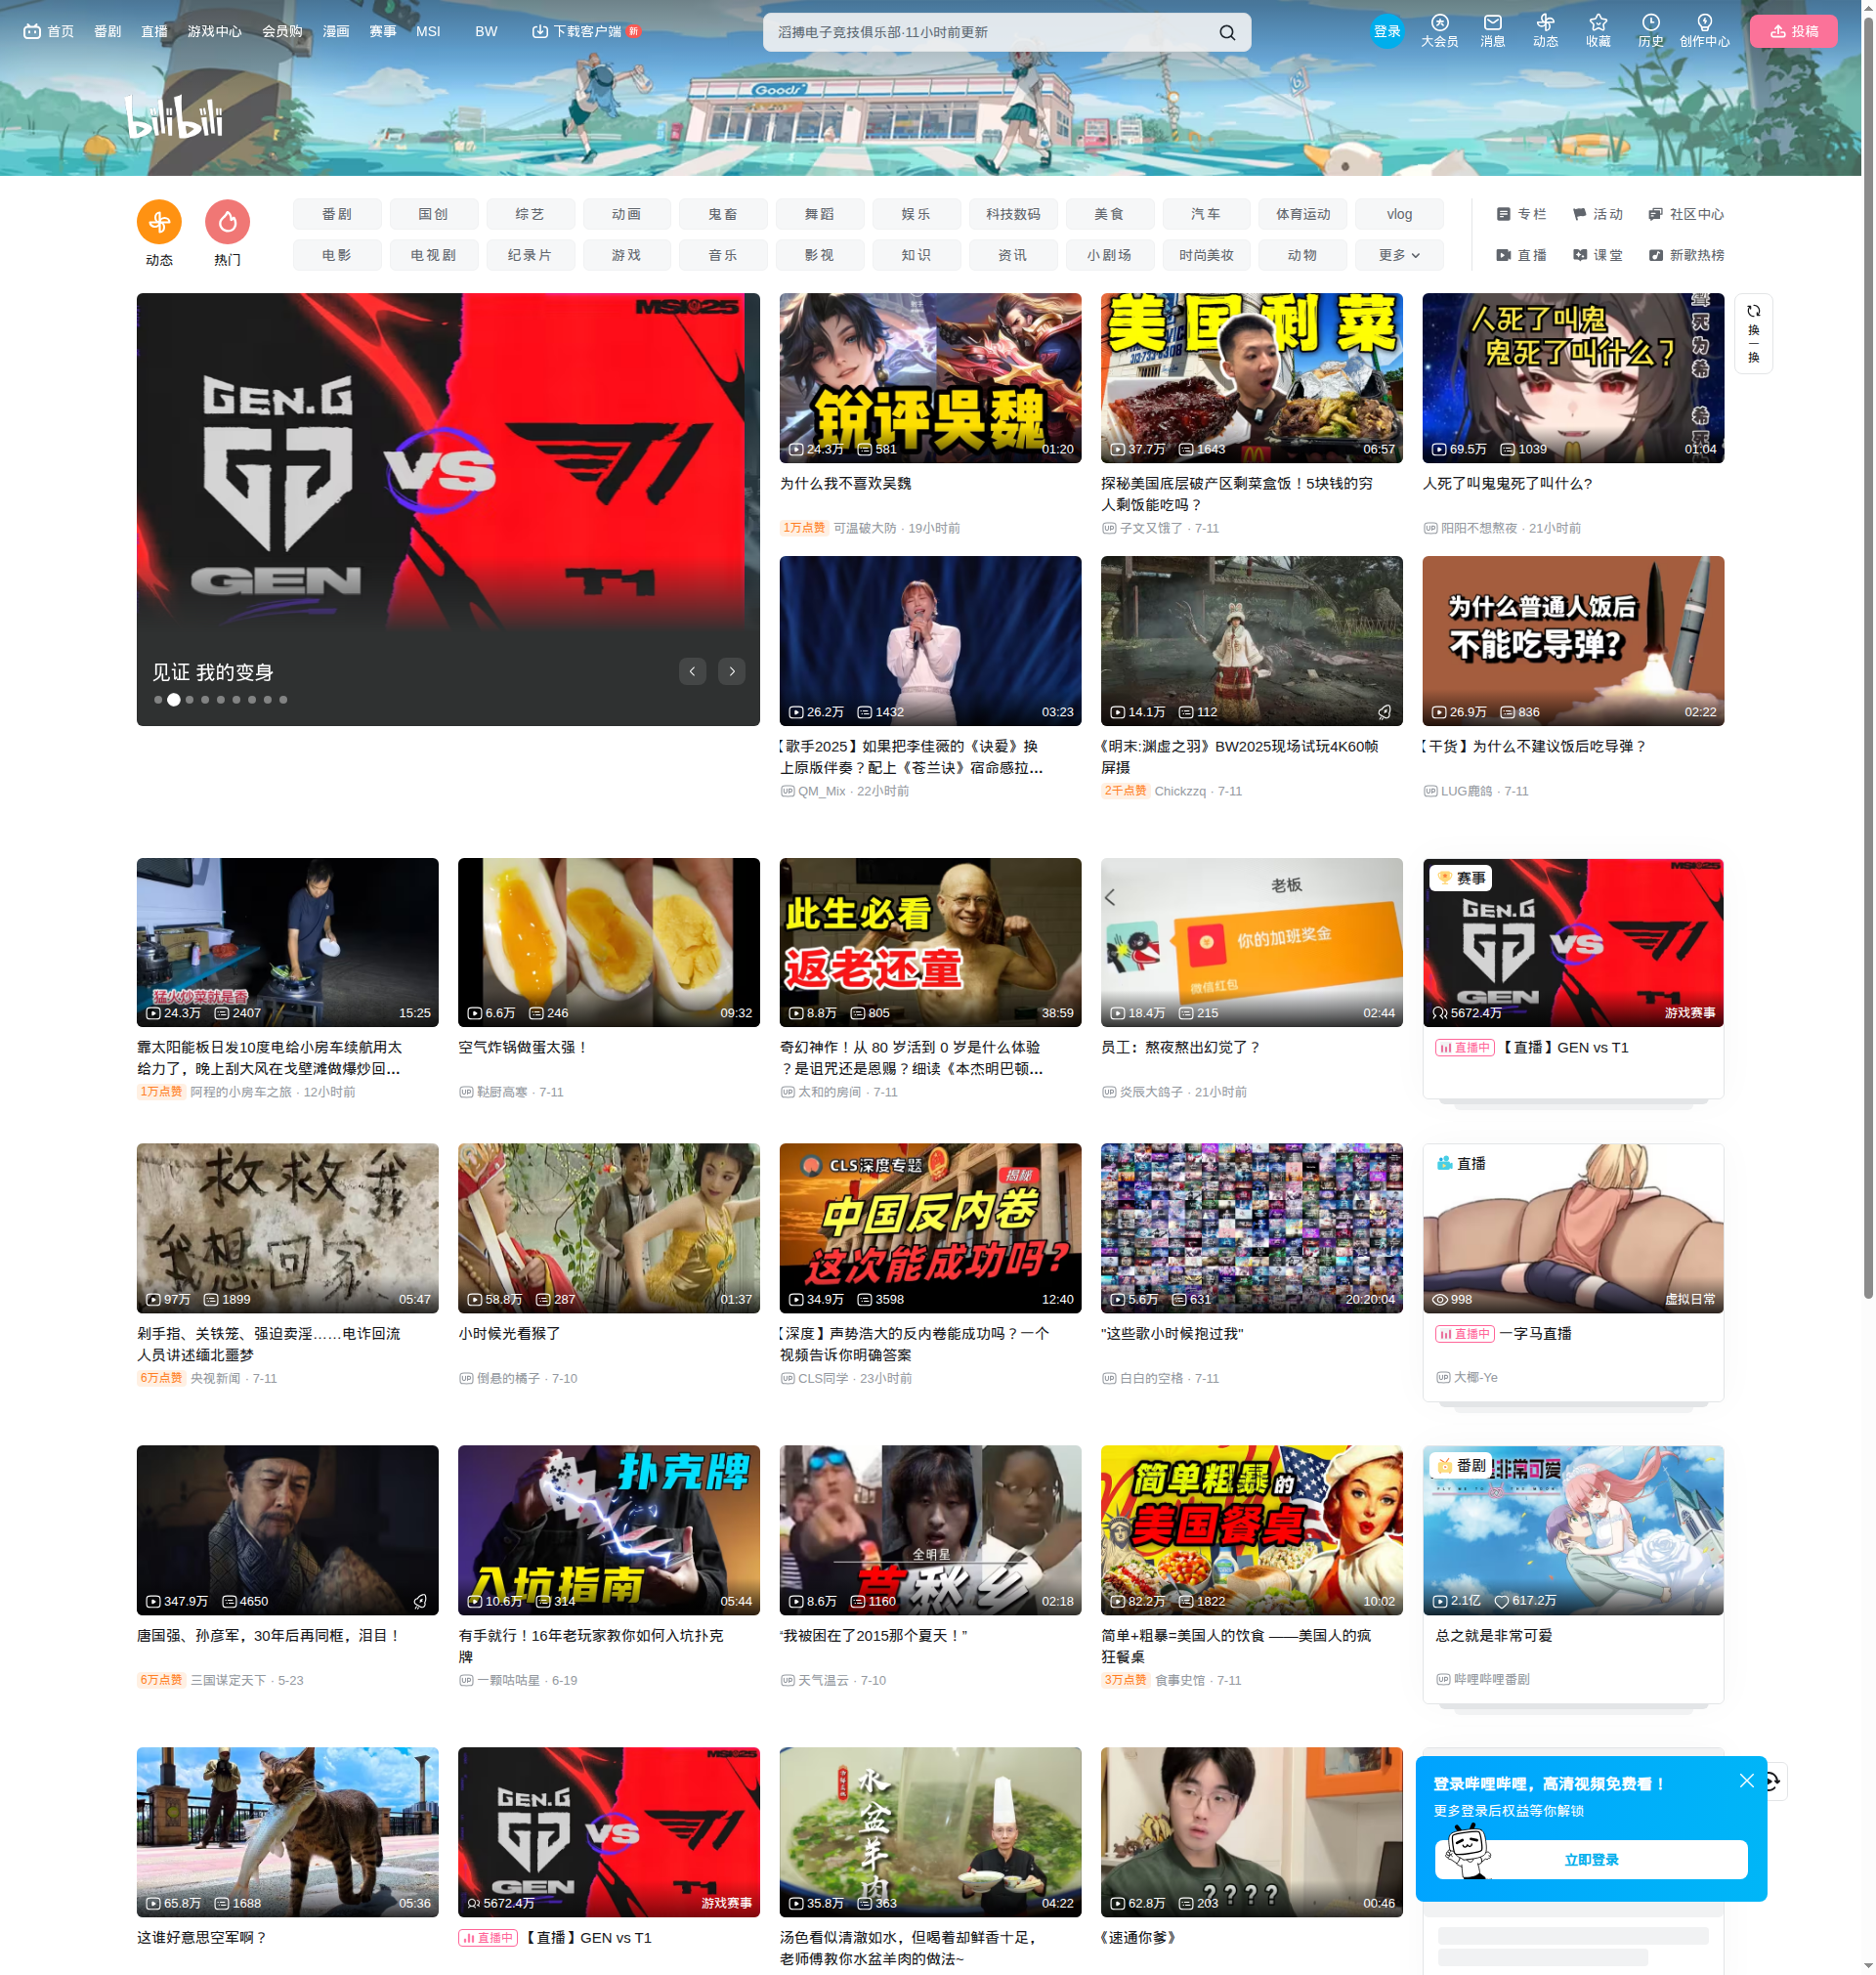 首页 番剧 直播 游戏中心 会员购 漫画 赛事 MSI BW 下载客户端 新
滔搏电子竞技俱乐部·11小时前更新
登录 大会员 消息 动态 收藏 历史 创作中心 投稿
Goods
bilibili
动态 热门
番剧 国创 综艺 动画 鬼畜 舞蹈 娱乐 科技数码 美食 汽车 体育运动 vlog
专栏 活动 社区中心
电影 电视剧 纪录片 游戏 音乐 影视 知识 资讯 小剧场 时尚美妆 动物 更多
直播 课堂 新歌热榜
MSI 25
GEN.G
VS
T1
GEN
T1
见证 我的变身
锐评吴魏
24.3万 581 01:20
为什么我不喜欢吴魏
1万点赞 可温破大防 · 19小时前
美国剩菜
37.7万 1643 06:57
探秘美国底层破产区剩菜盒饭！5块钱的穷
人剩饭能吃吗？
子文又饿了 · 7-11
人死了叫鬼
鬼死了叫什么？
69.5万 1039 01:04
人死了叫鬼鬼死了叫什么?
阳阳不想熬夜 · 21小时前
换一换
26.2万 1432 03:23
【歌手2025】如果把李佳薇的《诀爱》换
上原版伴奏？配上《苍兰诀》宿命感拉...
QM_Mix · 22小时前
14.1万 112
《明末:渊虚之羽》BW2025现场试玩4K60帧
屏摄
2千点赞 Chickzzq · 7-11
为什么普通人饭后
不能吃导弹?
26.9万 836 02:22
【干货】为什么不建议饭后吃导弹？
LUG鹿鸽 · 7-11
猛火炒菜就是香
24.3万 2407 15:25
靠太阳能板日发10度电给小房车续航用太
给力了，晚上刮大风在戈壁滩做爆炒回...
1万点赞 阿程的小房车之旅 · 12小时前
6.6万 246 09:32
空气炸锅做蛋太强！
鞑厨高寒 · 7-11
此生必看
返老还童
8.8万 805 38:59
奇幻神作！从 80 岁活到 0 岁是什么体验
？是诅咒还是恩赐？细读《本杰明巴顿...
太和的房间 · 7-11
老板
你的加班奖金
微信红包
18.4万 215 02:44
员工：熬夜熬出幻觉了？
炎辰大鸽子 · 21小时前
赛事
MSI 25
GEN.G
VS
T1
GEN
5672.4万 游戏赛事
直播中 【直播】GEN vs T1
救救我
我想回家
97万 1899 05:47
剁手指、关铁笼、强迫卖淫……电诈回流
人员讲述缅北噩梦
6万点赞 央视新闻 · 7-11
58.8万 287 01:37
小时候光看猴了
倒悬的橘子 · 7-10
CLS深度专题
揭秘
中国反内卷
这次能成功吗?
34.9万 3598 12:40
【深度】声势浩大的反内卷能成功吗？一个
视频告诉你明确答案
CLS同学 · 23小时前
5.6万 631 20:20:04
"这些歌小时候抱过我"
白白的空格 · 7-11
直播
998 虚拟日常
直播中 一字马直播
大椰-Ye
347.9万 4650
唐国强、孙彦军，30年后再同框，泪目！
6万点赞 三国谋定天下 · 5-23
扑克牌
入坑指南
10.6万 314 05:44
有手就行！16年老玩家教你如何入坑扑克
牌
一颗咕咕星 · 6-19
全明星
8.6万 1160 02:18
“我被困在了2015那个夏天！”
天气温云 · 7-10
简单粗暴的
美国餐桌
82.2万 1822 10:02
简单+粗暴=美国人的饮食 ——美国人的疯
狂餐桌
3万点赞 食事史馆 · 7-11
番剧
非常可爱
FLY ME TO THE MOON
2.1亿 617.2万
总之就是非常可爱
哔哩哔哩番剧
65.8万 1688 05:36
这谁好意思空军啊？
MSI 25
GEN.G
VS
T1
GEN
5672.4万 游戏赛事
直播中 【直播】GEN vs T1
水盆羊肉
35.8万 363 04:22
汤色看似清澈如水，但喝着却鲜香十足，
老师傅教你水盆羊肉的做法~
？？？？
62.8万 203 00:46
《速通你爹》
登录哔哩哔哩，高清视频免费看！
更多登录后权益等你解锁
立即登录